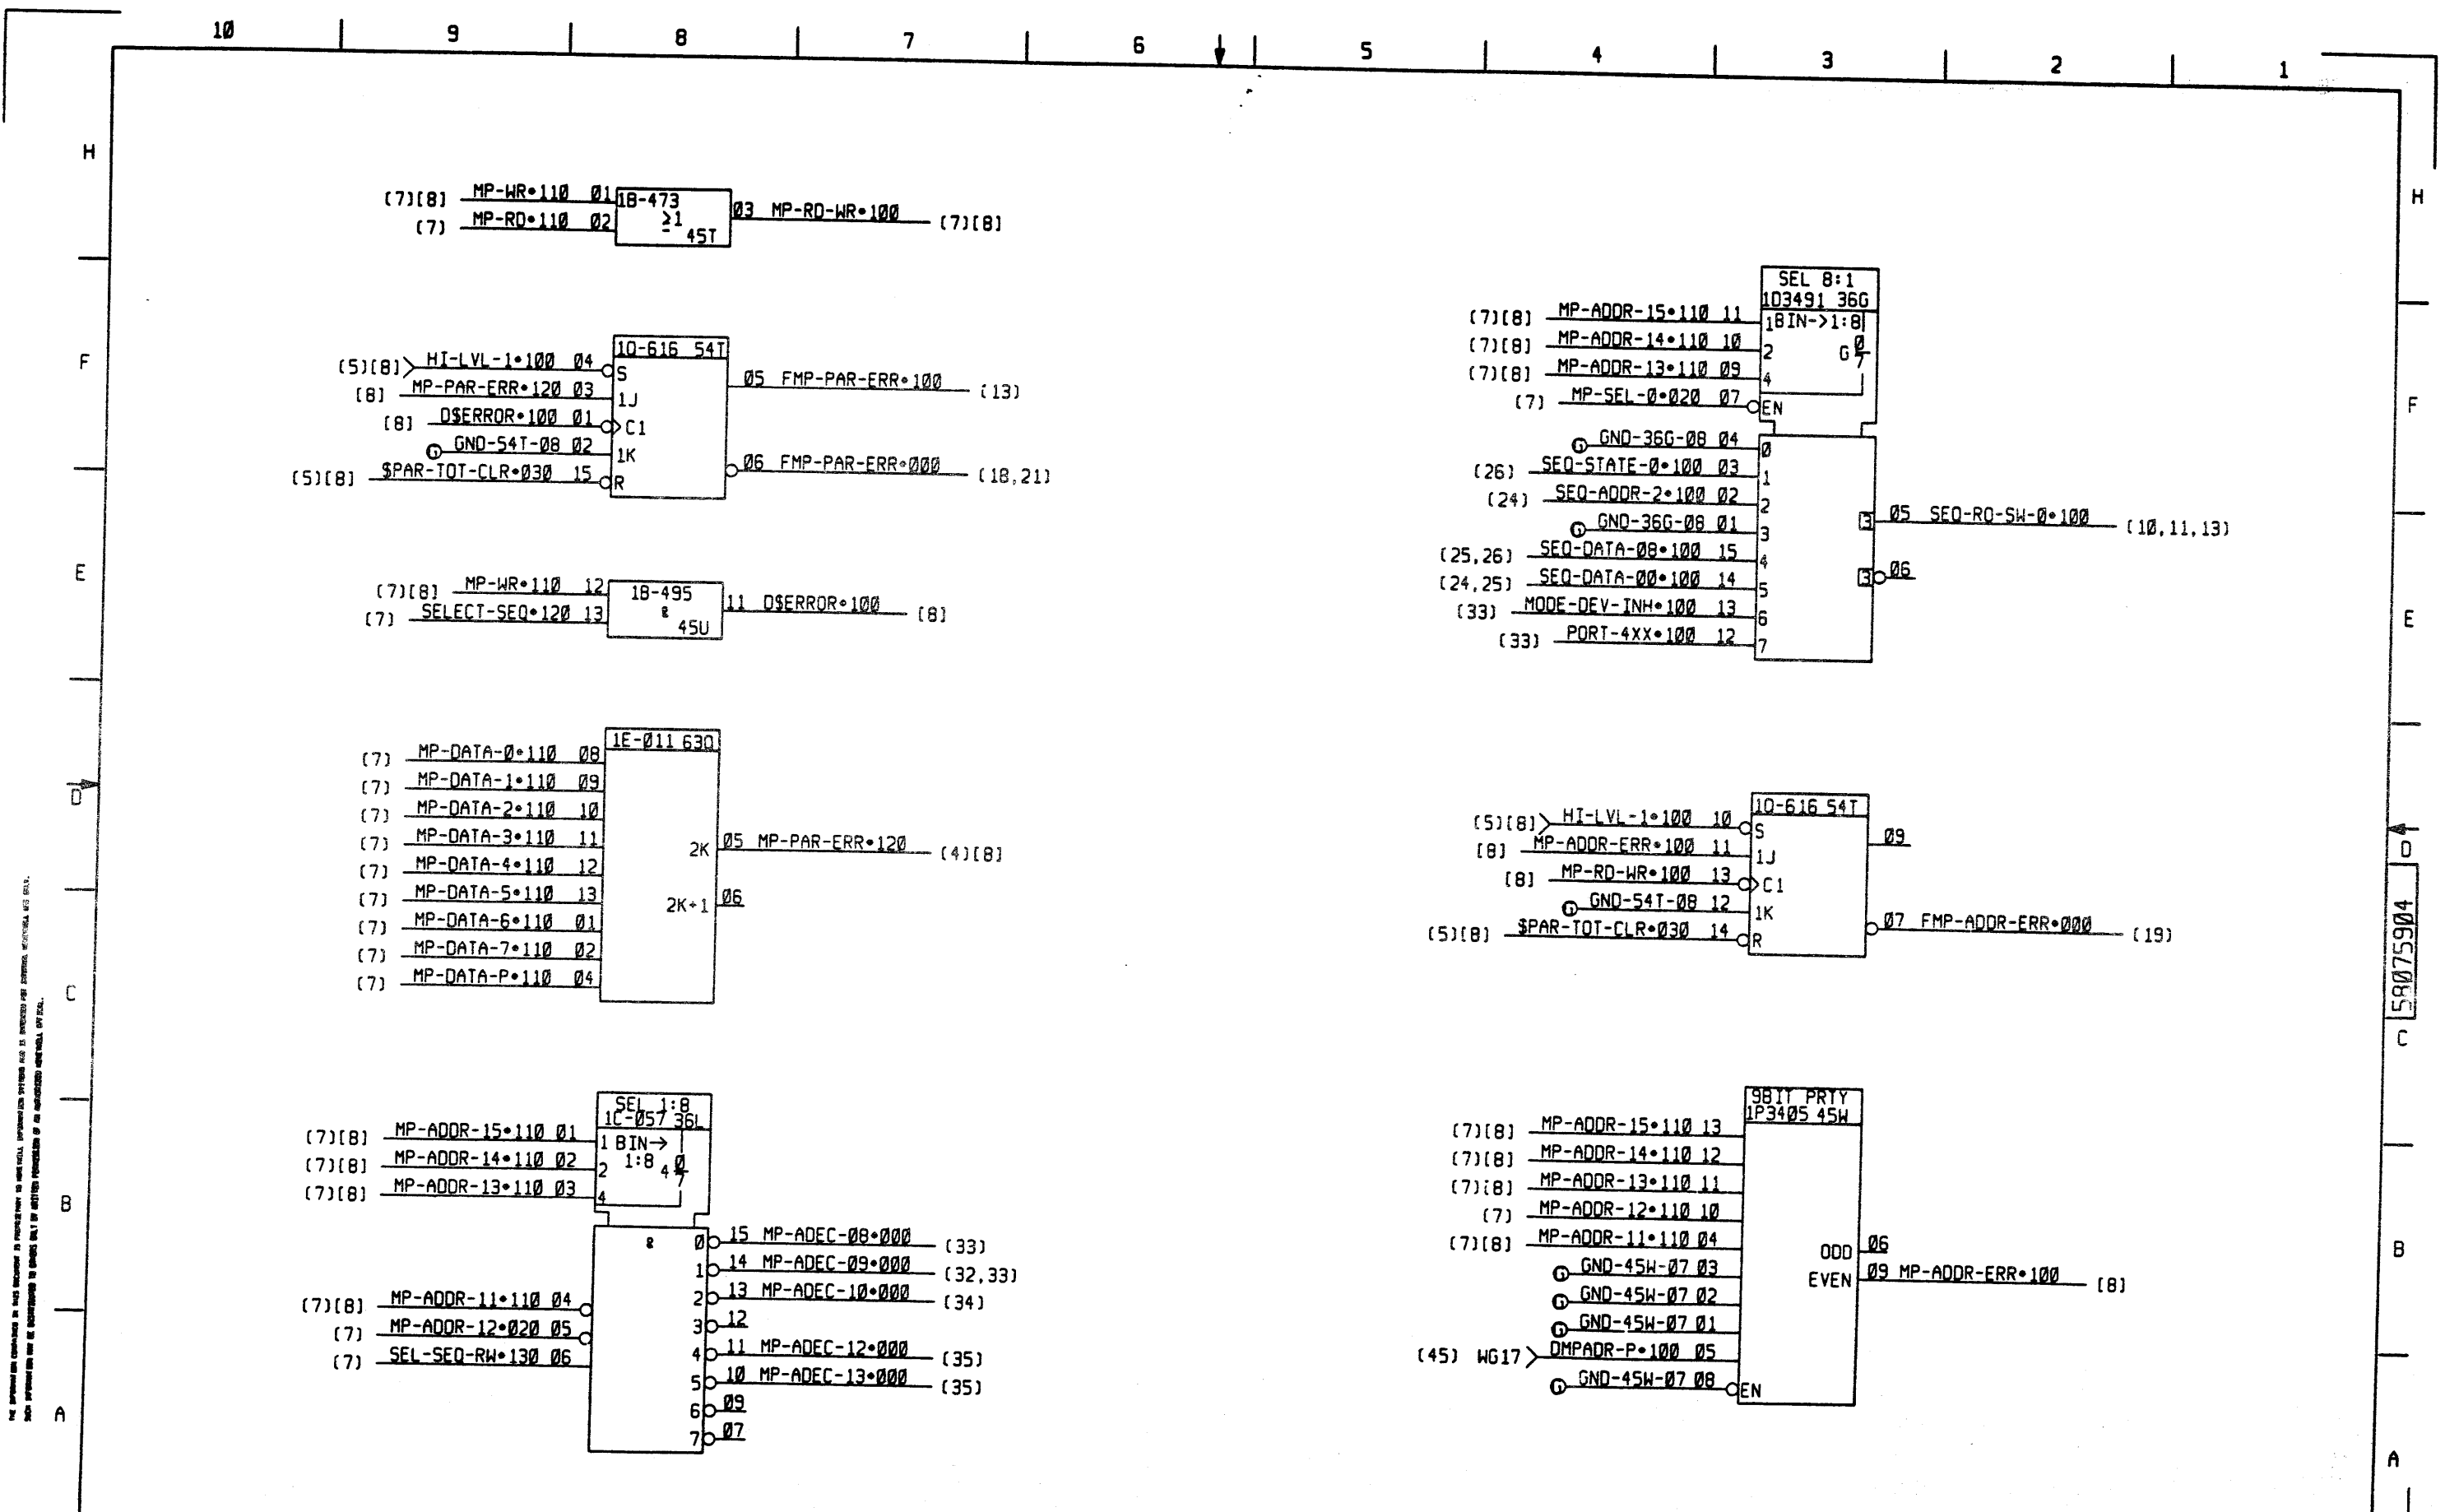 10 9 8 7 6 5 4 3 2 1
H
H
(7)[8] MP-WR•110 01
(7) MP-RD•110 02
1B-473
≥1
45T
03 MP-RD-WR•100 (7)[8]
F
F
(5)[8] HI-LVL-1•100 04
[8] MP-PAR-ERR•120 03
[8] D$ERROR•100 01
G GND-54T-08 02
(5)[8] $PAR-TOT-CLR•030 15
1D-616 54T
S
1J
C1
1K
R
05 FMP-PAR-ERR•100 (13)
06 FMP-PAR-ERR•000 (18,21)
SEL 8:1
1D3491 36G
(7)[8] MP-ADDR-15•110 11
(7)[8] MP-ADDR-14•110 10
(7)[8] MP-ADDR-13•110 09
(7) MP-SEL-0•020 07
1 BIN->1:8
2 G 0
7
4
EN
G GND-36G-08 04 0
(26) SEQ-STATE-0•100 03 1
(24) SEQ-ADDR-2•100 02 2
G GND-36G-08 01 3
(25,26) SEQ-DATA-08•100 15 4
(24,25) SEQ-DATA-00•100 14 5
(33) MODE-DEV-INH•100 13 6
(33) PORT-4XX•100 12 7
3 05 SEQ-RO-SW-0•100 (10,11,13)
3 06
E
E
(7)[8] MP-WR•110 12
(7) SELECT-SEQ•120 13
1B-495
&
45U
11 D$ERROR•100 [8]
D
D
1E-011 63Q
(7) MP-DATA-0•110 08
(7) MP-DATA-1•110 09
(7) MP-DATA-2•110 10
(7) MP-DATA-3•110 11
(7) MP-DATA-4•110 12
(7) MP-DATA-5•110 13
(7) MP-DATA-6•110 01
(7) MP-DATA-7•110 02
(7) MP-DATA-P•110 04
2K 05 MP-PAR-ERR•120 (4)[8]
2K+1 06
1D-616 54T
(5)[8] HI-LVL-1•100 10 S
[8] MP-ADDR-ERR•100 11 1J
[8] MP-RD-WR•100 13 C1
G GND-54T-08 12 1K
(5)[8] $PAR-TOT-CLR•030 14 R
09
07 FMP-ADDR-ERR•000 (19)
58075904
C
C
SEL 1:8
1C-057 36L
(7)[8] MP-ADDR-15•110 01 1 BIN→
(7)[8] MP-ADDR-14•110 02 2 1:8 4 0
7
(7)[8] MP-ADDR-13•110 03 4
&
(7)[8] MP-ADDR-11•110 04
(7) MP-ADDR-12•020 05
(7) SEL-SEQ-RW•130 06
0 15 MP-ADEC-08•000 (33)
1 14 MP-ADEC-09•000 (32,33)
2 13 MP-ADEC-10•000 (34)
3 12
4 11 MP-ADEC-12•000 (35)
5 10 MP-ADEC-13•000 (35)
6 09
7 07
9BIT PRTY
1P3405 45W
(7)[8] MP-ADDR-15•110 13
(7)[8] MP-ADDR-14•110 12
(7)[8] MP-ADDR-13•110 11
(7) MP-ADDR-12•110 10
(7)[8] MP-ADDR-11•110 04
G GND-45W-07 03
G GND-45W-07 02
G GND-45W-07 01
(45) WG17 DMPADR-P•100 05
G GND-45W-07 08 EN
ODD 06
EVEN 09 MP-ADDR-ERR•100 [8]
B
B
A
A